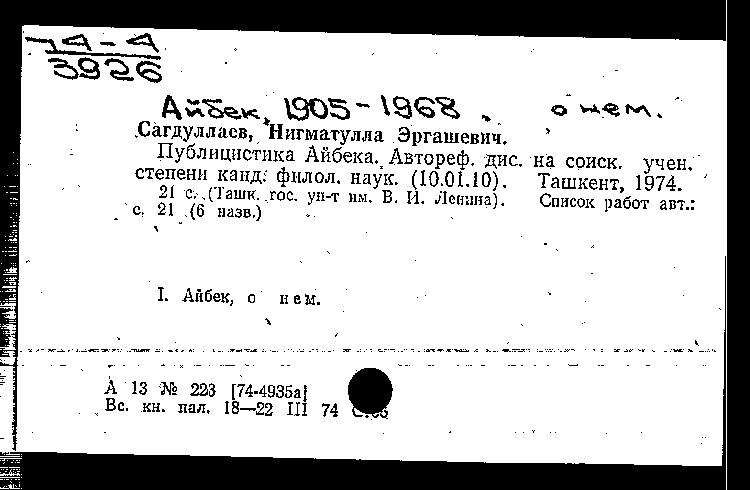 74-4
3926
Айбек, 1905-1968. о нем.
Сагдуллаев, Нигматулла Эргашевич.
Публицистика Айбека. Автореф. дис. на соиск. учен.
степени канд. филол. наук. (10.01.10). Ташкент, 1974.
21 с. (Ташк. гос. ун-т им. В. И. Ленина). Список работ авт.:
с. 21 (6 назв.)
I. Айбек, о нем.
А 13 № 223 [74-4935а]
Вс. кн. пал. 18—22 III 74